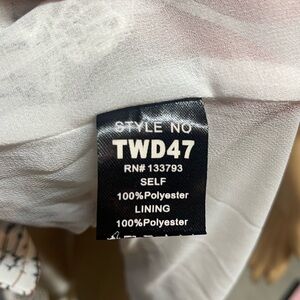 STYLE NO
TWD47
RN# 133793
SELF
100%Polyester
LINING
100%Polyester